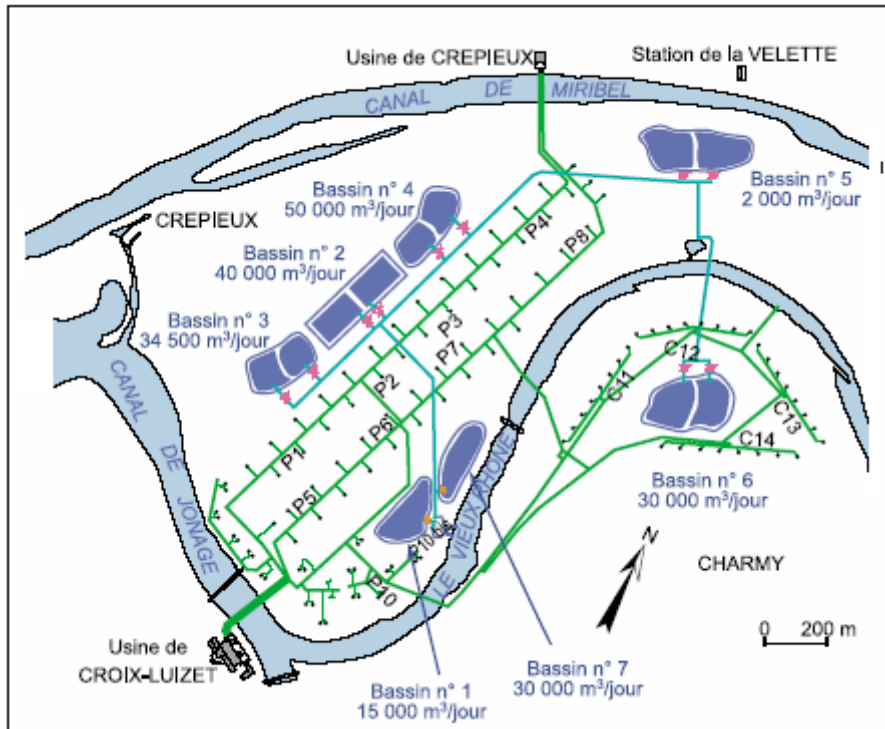 Usine de CREPIEUX
Station de la VELETTE
CANAL DE MIRIBEL
Bassin n° 4
50 000 m³/jour
Bassin n° 5
2 000 m³/jour
CREPIEUX
Bassin n° 2
40 000 m³/jour
Bassin n° 3
34 500 m³/jour
P4
P8
P3
P7
P2
P6
P1
P5
C12
C11
C13
C14
CANAL DE JONAGE
LE VIEUX RHONE
P10
Bassin n° 6
30 000 m³/jour
N
CHARMY
0 200 m
Usine de
CROIX-LUIZET
Bassin n° 1
15 000 m³/jour
Bassin n° 7
30 000 m³/jour